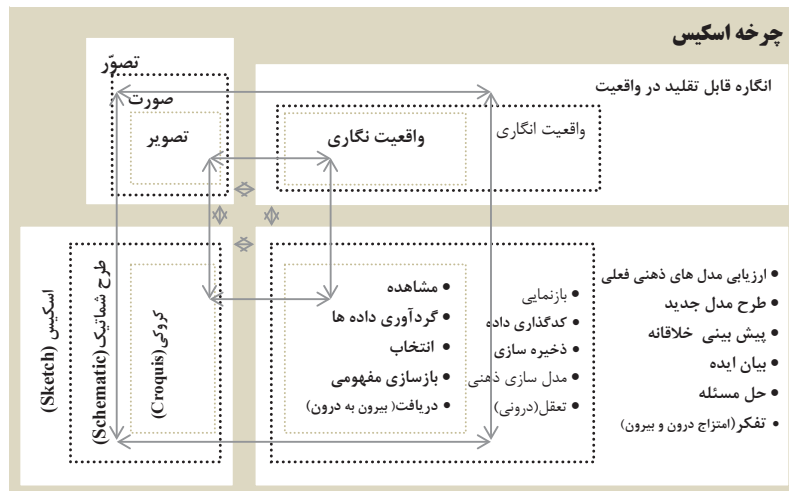 چرخه اسکیس
انگاره قابل تقلید در واقعیت
واقعیت انگاری
واقعیت نگاری
تصوّر
صورت
تصویر
• ارزیابی مدل های ذهنی فعلی
• طرح مدل جدید
• پیش بینی خلاقانه
• بیان ایده
• حل مسئله
• تفکر(امتزاج درون و بیرون)
• بازنمایی
• کدگذاری داده
• ذخیره سازی
• مدل سازی ذهنی
• تعقل(درونی)
• مشاهده
• گردآوری داده ها
• انتخاب
• بازسازی مفهومی
• دریافت( بیرون به درون)
کروکی(Croquis)
طرح شماتیک(Schematic)
اسکیس (Sketch)